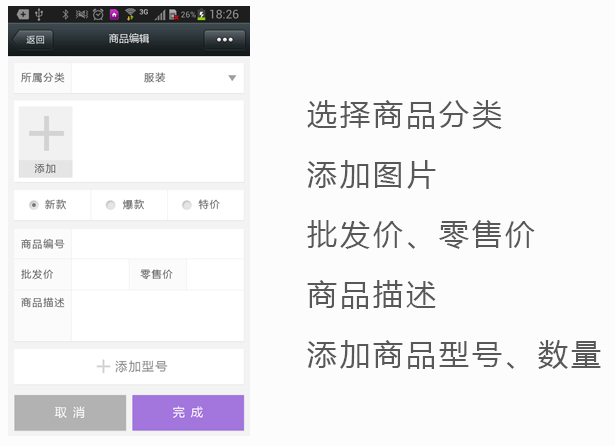 3G 26% 18:26
返回 商品编辑
所属分类 服装
添加
新款 爆款 特价
商品编号
批发价 零售价
商品描述
添加型号
取消 完成
选择商品分类
添加图片
批发价、零售价
商品描述
添加商品型号、数量